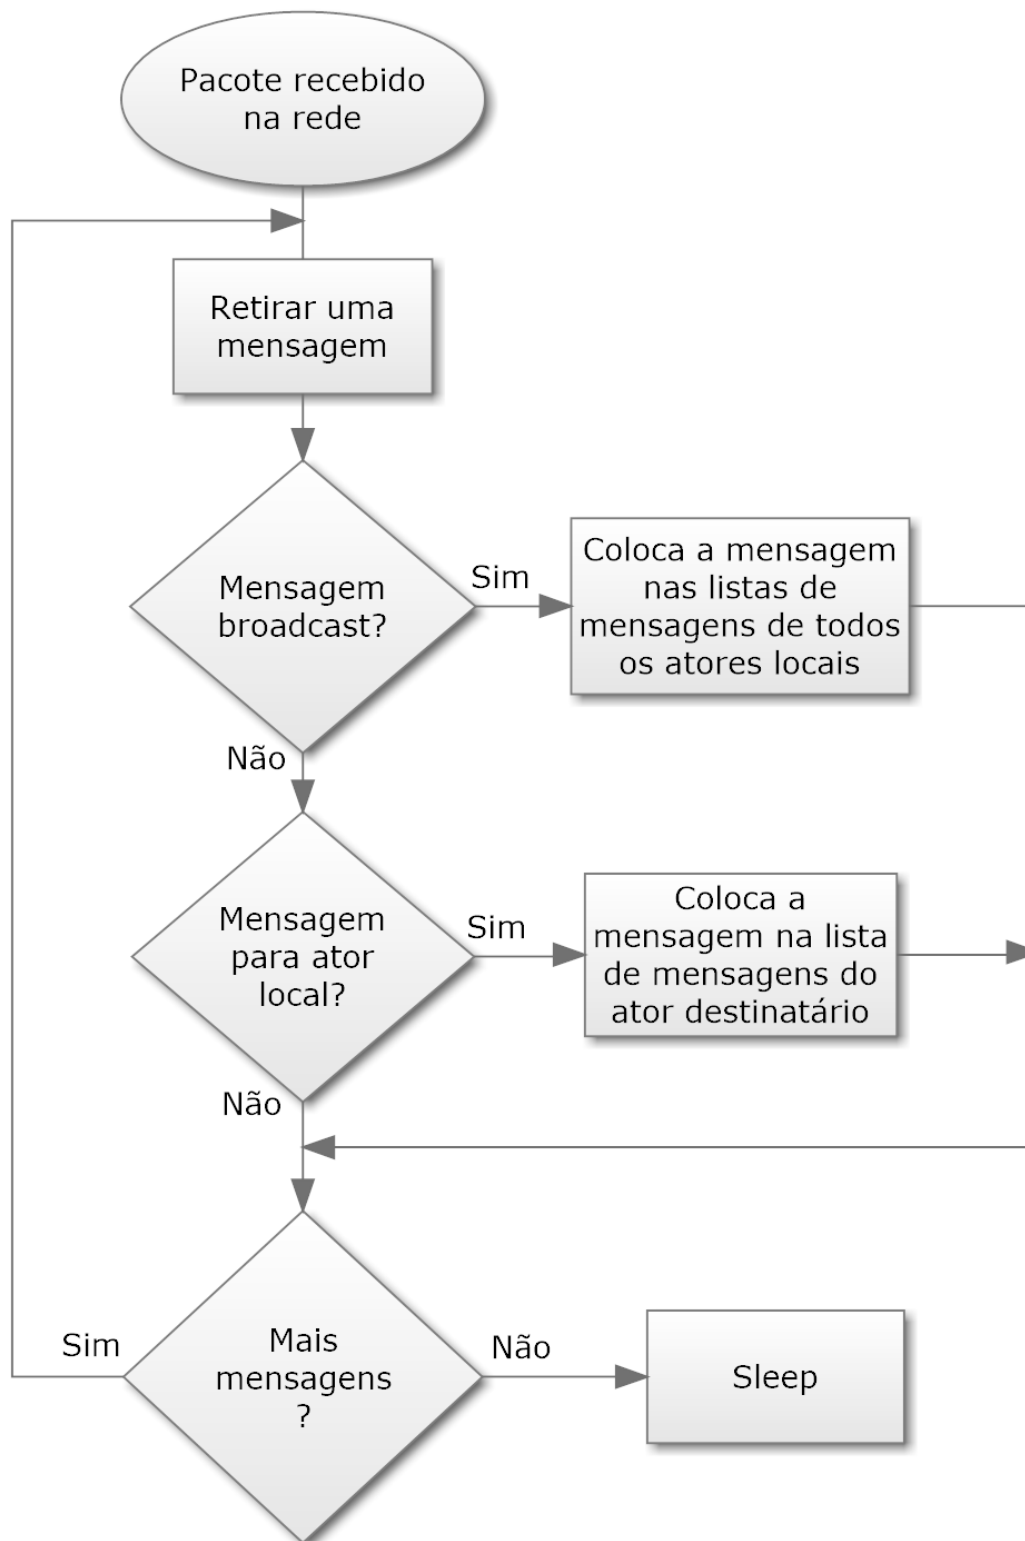 Pacote recebido
na rede
Retirar uma
mensagem
Mensagem
broadcast?
Sim
Coloca a mensagem
nas listas de
mensagens de todos
os atores locais
Não
Mensagem
para ator
local?
Sim
Coloca a
mensagem na lista
de mensagens do
ator destinatário
Não
Mais
mensagens
?
Sim
Não
Sleep